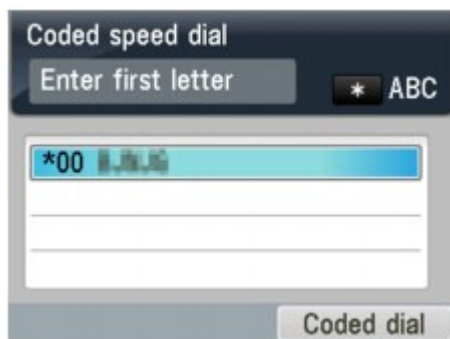 Coded speed dial
Enter first letter
* ABC
*00
Coded dial